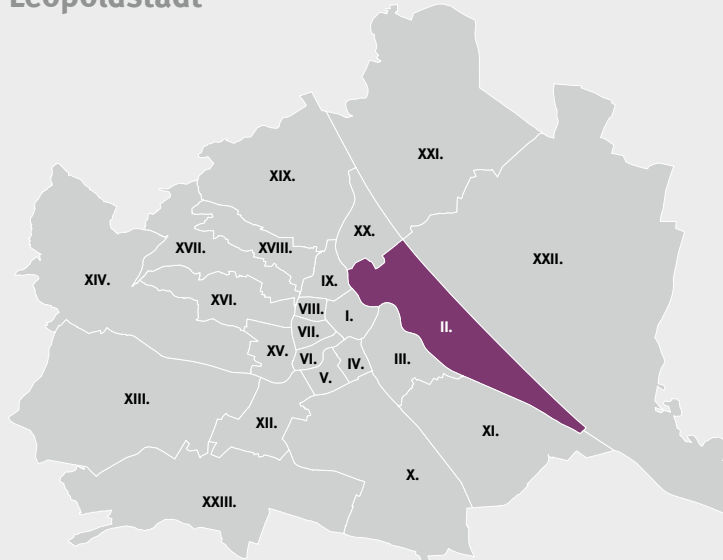 Leopoldstadt
XXI.
XIX.
XX.
XVII.
XVIII.
XXII.
XIV.
IX.
XVI.
VIII.
I.
II.
VII.
XV.
VI.
IV.
III.
V.
XIII.
XII.
XI.
X.
XXIII.